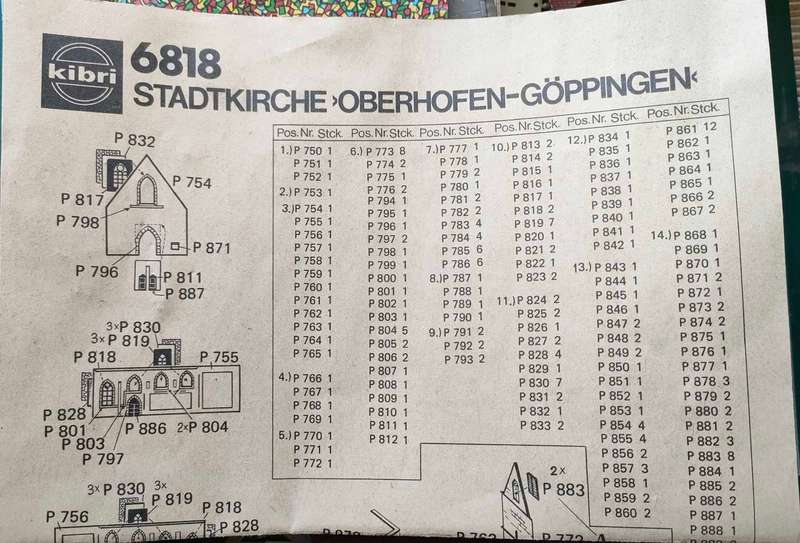 kibri
6818
STADTKIRCHE ›OBERHOFEN-GÖPPINGEN‹
P 832
P 754
P 817
P 798
P 871
P 796
P 811
P 887
3x P 830
3x P 819
P 818
P 755
P 828
P 801
P 886
2x P 804
P 803
P 797
3x P 830
3x P 819
P 818
P 756
P 828
Pos. Nr. Stck.
1.) P 750 1
P 751 1
P 752 1
2.) P 753 1
3.) P 754 1
P 755 1
P 756 1
P 757 1
P 758 1
P 759 1
P 760 1
P 761 1
P 762 1
P 763 1
P 764 1
P 765 1
4.) P 766 1
P 767 1
P 768 1
P 769 1
5.) P 770 1
P 771 1
P 772 1
Pos. Nr. Stck.
6.) P 773 8
P 774 2
P 775 1
P 776 2
P 794 1
P 795 1
P 796 1
P 797 2
P 798 1
P 799 1
P 800 1
P 801 1
P 802 1
P 803 1
P 804 5
P 805 2
P 806 2
P 807 1
P 808 1
P 809 1
P 810 1
P 811 1
P 812 1
Pos. Nr. Stck.
7.) P 777 1
P 778 1
P 779 2
P 780 1
P 781 2
P 782 2
P 783 4
P 784 4
P 785 6
P 786 6
8.) P 787 1
P 788 1
P 789 1
P 790 1
9.) P 791 2
P 792 2
P 793 2
Pos. Nr. Stck.
10.) P 813 2
P 814 2
P 815 1
P 816 1
P 817 1
P 818 2
P 819 7
P 820 1
P 821 2
P 822 1
P 823 2
11.) P 824 2
P 825 2
P 826 1
P 827 2
P 828 4
P 829 1
P 830 7
P 831 2
P 832 1
P 833 2
Pos. Nr. Stck.
12.) P 834 1
P 835 1
P 836 1
P 837 1
P 838 1
P 839 1
P 840 1
P 841 1
P 842 1
13.) P 843 1
P 844 1
P 845 1
P 846 1
P 847 2
P 848 2
P 849 2
P 850 1
P 851 1
P 852 1
P 853 1
P 854 4
P 855 4
P 856 2
P 857 3
P 858 1
P 859 2
P 860 2
Pos. Nr. Stck.
P 861 12
P 862 1
P 863 1
P 864 1
P 865 1
P 866 2
P 867 2
14.) P 868 1
P 869 1
P 870 1
P 871 2
P 872 1
P 873 2
P 874 2
P 875 1
P 876 1
P 877 1
P 878 3
P 879 2
P 880 2
P 881 2
P 882 3
P 883 8
P 884 1
P 885 2
P 886 2
P 887 1
P 888 1
2x
P 883